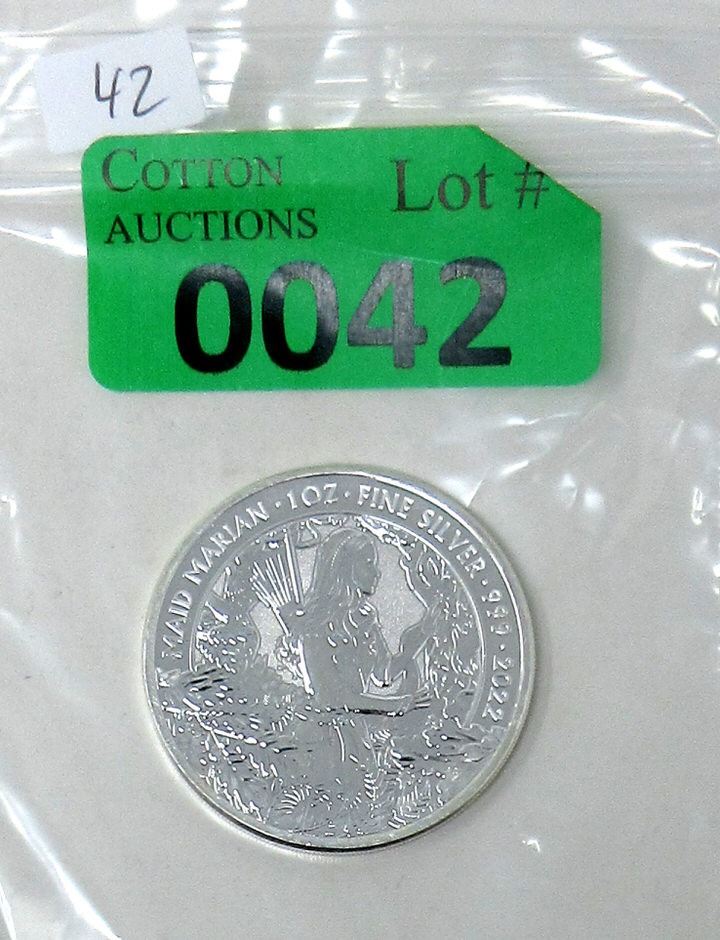 42
COTTON
AUCTIONS
Lot #
0042
MAID MARIAN · 1OZ · FINE SILVER · 999 · 2022